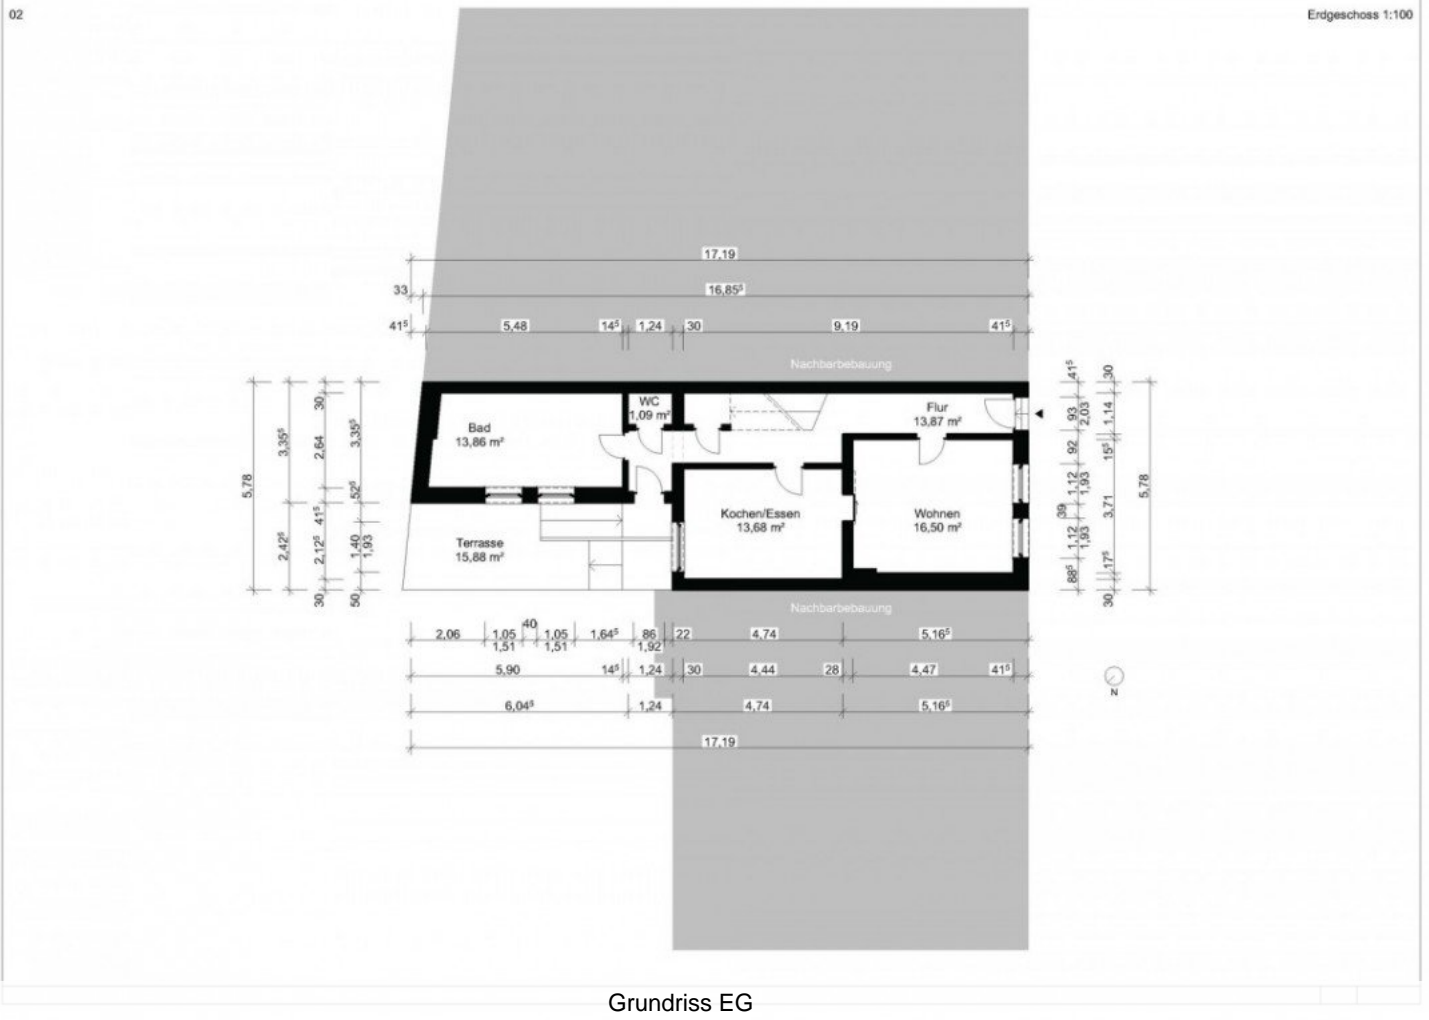 02
Erdgeschoss 1:100
17,19
33
16,85⁵
41⁵ 5,48 14⁵ 1,24 30 9,19 41⁵
Nachbarbebauung
WC
1,09 m²
Flur
13,87 m²
Bad
13,86 m²
Kochen/Essen
13,68 m²
Wohnen
16,50 m²
Terrasse
15,88 m²
5,78
3,35⁵ 2,42⁵
30 2,64 41⁵ 2,12⁵ 30
3,35⁵ 52⁵ 1,40 1,93 50
41⁵ 93 2,03 92 1,12 1,93 39 1,12 1,93 88⁵
30 1,14 15⁵ 3,71 17⁵ 30
5,78
Nachbarbebauung
40
2,06 1,05 1,05 1,64⁵ 86 22 4,74 5,16⁵
1,51 1,51 1,92
5,90 14⁵ 1,24 30 4,44 28 4,47 41⁵
6,04⁵ 1,24 4,74 5,16⁵
17,19
N
Grundriss EG